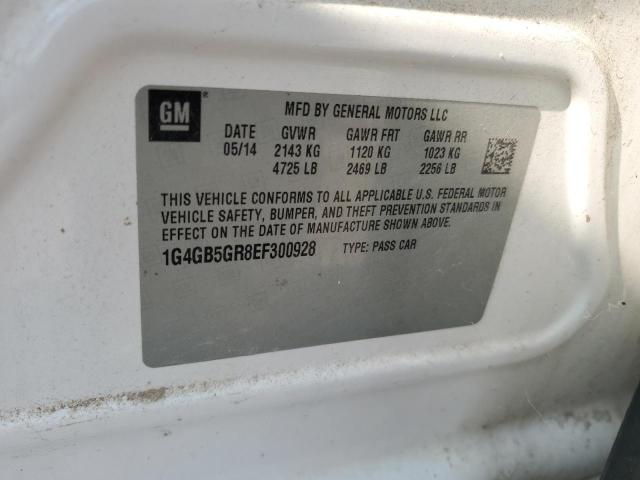 GM
MFD BY GENERAL MOTORS LLC
DATE GVWR GAWR FRT GAWR RR
05/14 2143 KG 1120 KG 1023 KG
4725 LB 2469 LB 2256 LB
THIS VEHICLE CONFORMS TO ALL APPLICABLE U.S. FEDERAL MOTOR
VEHICLE SAFETY, BUMPER, AND THEFT PREVENTION STANDARDS IN
EFFECT ON THE DATE OF MANUFACTURE SHOWN ABOVE.
1G4GB5GR8EF300928 TYPE: PASS CAR